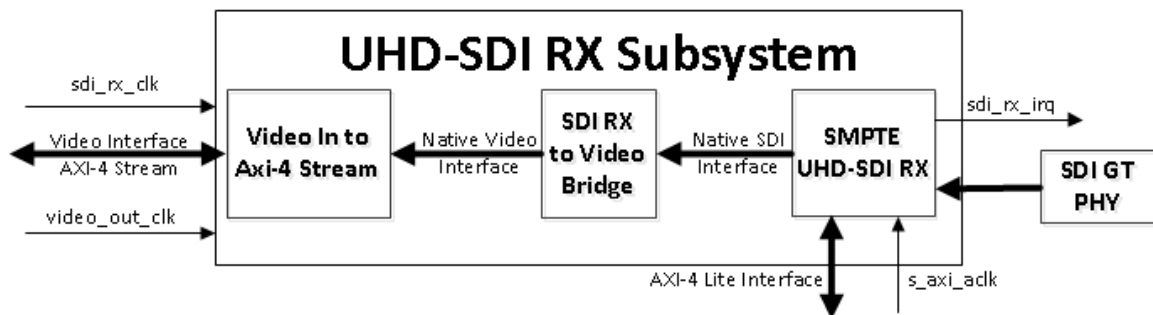 UHD-SDI RX Subsystem
sdi_rx_clk
Video Interface
AXI-4 Stream
video_out_clk
Video In to
Axi-4 Stream
Native Video
Interface
SDI RX
to Video
Bridge
Native SDI
Interface
SMPTE
UHD-SDI RX
sdi_rx_irq
SDI GT
PHY
AXI-4 Lite Interface
s_axi_aclk